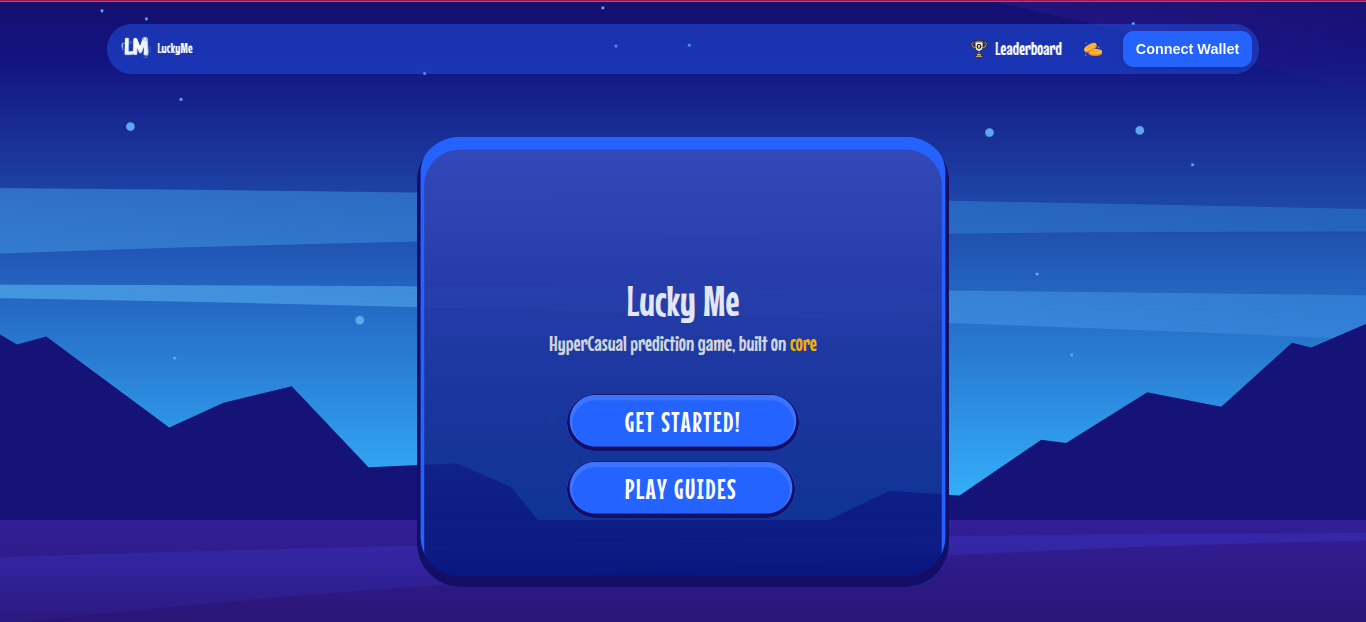 LM LuckyMe
Leaderboard
Connect Wallet
Lucky Me
HyperCasual prediction game, built on core
GET STARTED!
PLAY GUIDES